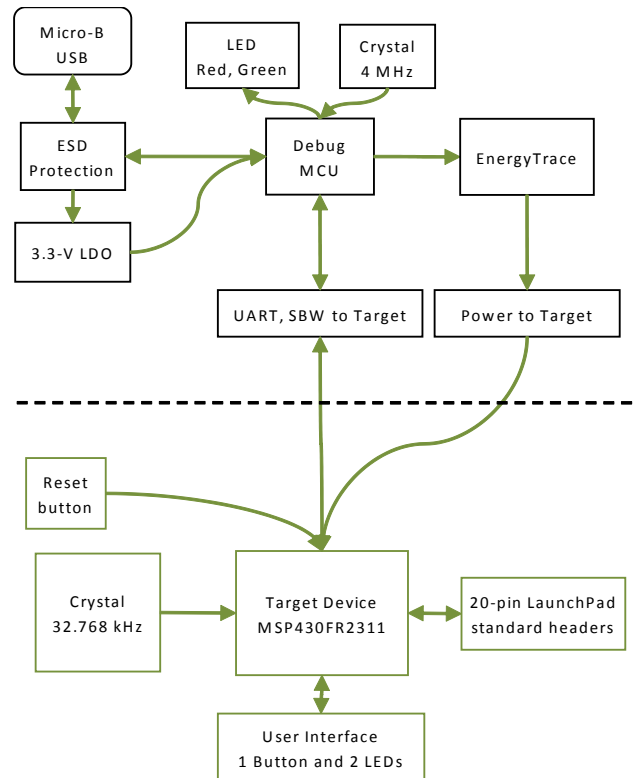 Micro-B
USB
LED
Red, Green
Crystal
4 MHz
ESD
Protection
Debug
MCU
EnergyTrace
3.3-V LDO
UART, SBW to Target
Power to Target
Reset
button
Crystal
32.768 kHz
Target Device
MSP430FR2311
20-pin LaunchPad
standard headers
User Interface
1 Button and 2 LEDs